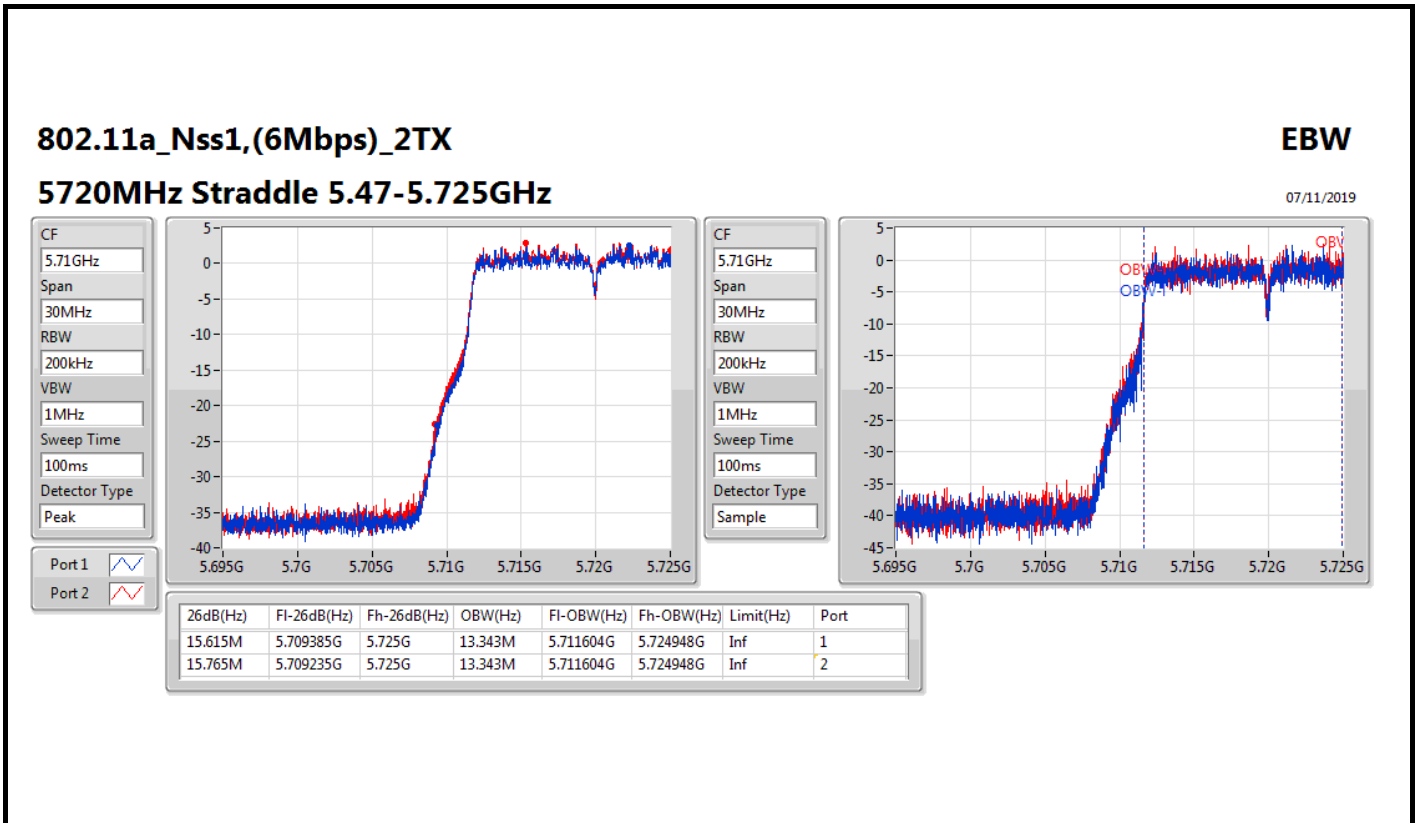 802.11a_Nss1,(6Mbps)_2TX
EBW
5720MHz Straddle 5.47-5.725GHz
07/11/2019
CF
5.71GHz
Span
30MHz
RBW
200kHz
VBW
1MHz
Sweep Time
100ms
Detector Type
Peak
Port 1
Port 2
5
0
-5
-10
-15
-20
-25
-30
-35
-40
5.695G 5.7G 5.705G 5.71G 5.715G 5.72G 5.725G
CF
5.71GHz
Span
30MHz
RBW
200kHz
VBW
1MHz
Sweep Time
100ms
Detector Type
Sample
5
0
-5
-10
-15
-20
-25
-30
-35
-40
-45
OBW-1
5.695G 5.7G 5.705G 5.71G 5.715G 5.72G 5.725G
26dB(Hz) Fl-26dB(Hz) Fh-26dB(Hz) OBW(Hz) Fl-OBW(Hz) Fh-OBW(Hz) Limit(Hz) Port
15.615M 5.709385G 5.725G 13.343M 5.711604G 5.724948G Inf 1
15.765M 5.709235G 5.725G 13.343M 5.711604G 5.724948G Inf 2